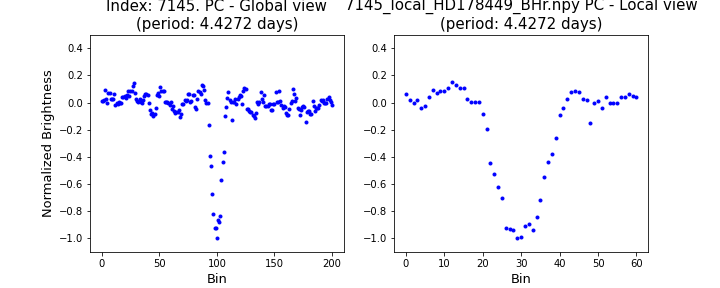 Index: 7145. PC - Global view
(period: 4.4272 days)
7145_local_HD178449_BHr.npy PC - Local view
(period: 4.4272 days)
Normalized Brightness
0.4
0.2
0.0
−0.2
−0.4
−0.6
−0.8
−1.0
0 50 100 150 200
Bin
0.4
0.2
0.0
−0.2
−0.4
−0.6
−0.8
−1.0
0 10 20 30 40 50 60
Bin